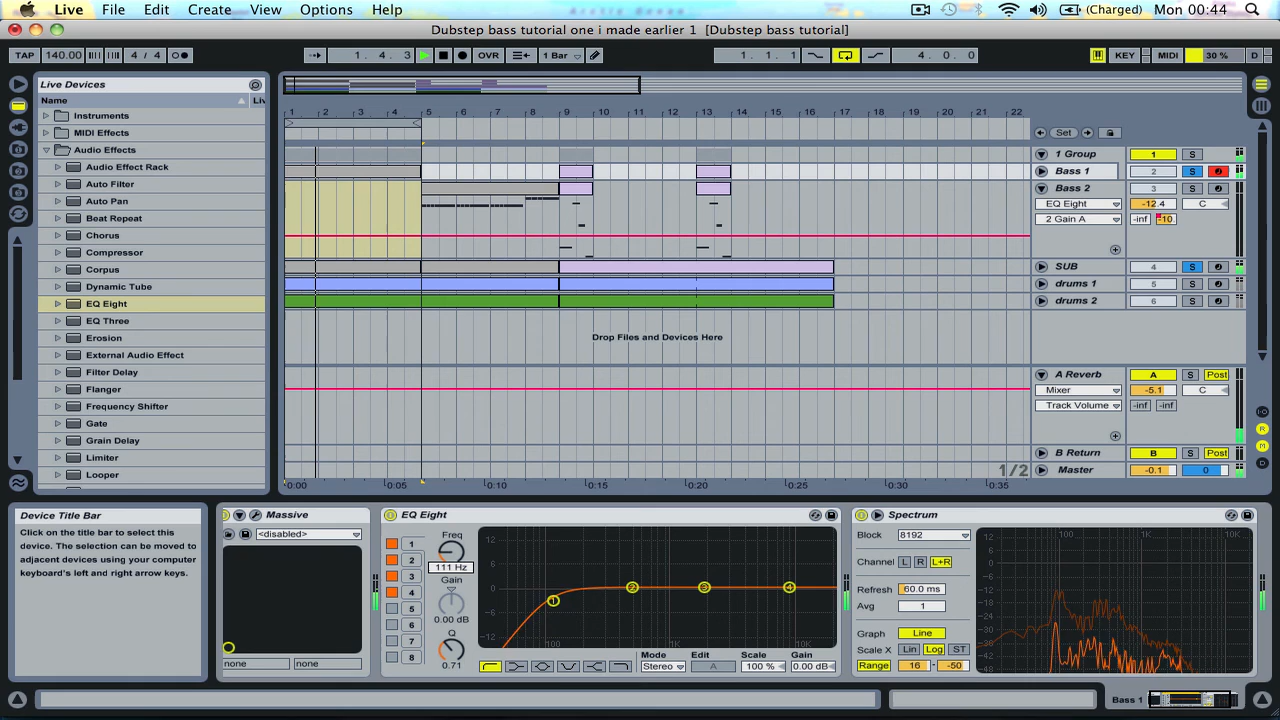 Live File Edit Create View Options Help (Charged) Mon 00:44
Dubstep bass tutorial one i made earlier 1 [Dubstep bass tutorial]
TAP 140.00 4 / 4 1. 4. 3 OVR 1 Bar 1. 1. 1 4. 0. 0 KEY MIDI 30 % D
Live Devices
Name Liv
Instruments
MIDI Effects
Audio Effects
Audio Effect Rack
Auto Filter
Auto Pan
Beat Repeat
Chorus
Compressor
Corpus
Dynamic Tube
EQ Eight
EQ Three
Erosion
External Audio Effect
Filter Delay
Flanger
Frequency Shifter
Gate
Grain Delay
Limiter
Looper
1 2 3 4 5 6 7 8 9 10 11 12 13 14 15 16 17 18 19 20 21 22
Set
1 Group 1 S
Bass 1 2 S
Bass 2 3 S
EQ Eight -12.4 C
2 Gain A -inf -10.
SUB 4 S
drums 1 5 S
drums 2 6 S
Drop Files and Devices Here
A Reverb A S Post
Mixer -5.1 C
Track Volume -inf -inf
B Return B S Post
1/2 Master -0.1 0
0:00 0:05 0:10 0:15 0:20 0:25 0:30 0:35
Device Title Bar
Click on the title bar to select this
device. The selection can be moved to
adjacent devices using your computer
keyboard's left and right arrow keys.
Massive
<disabled>
none none
EQ Eight
1
2
3
4
5
6
7
8
Freq
111 Hz
Gain
0.00 dB
Q
0.71
12
6
0
-6
-12
100 1K 10K
Mode Edit Scale Gain
Stereo A 100 % 0.00 dB
Spectrum
Block 8192
Channel L R L+R
Refresh 60.0 ms
Avg 1
Graph Line
Scale X Lin Log ST
Range 16 - -50
100 1K 10K
12
0
-12
-24
-36
-48
Bass 1